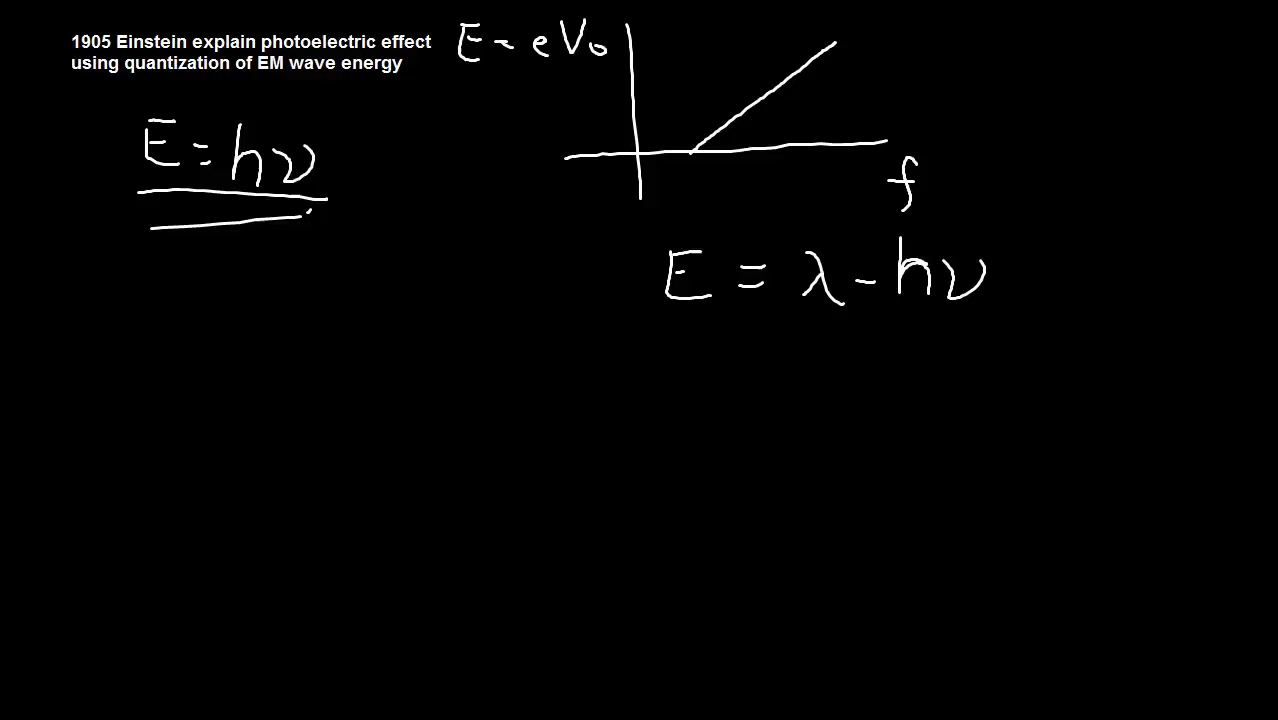 1905 Einstein explain photoelectric effect
using quantization of EM wave energy
E = eV₀
E = hν
f
E = λ - hν